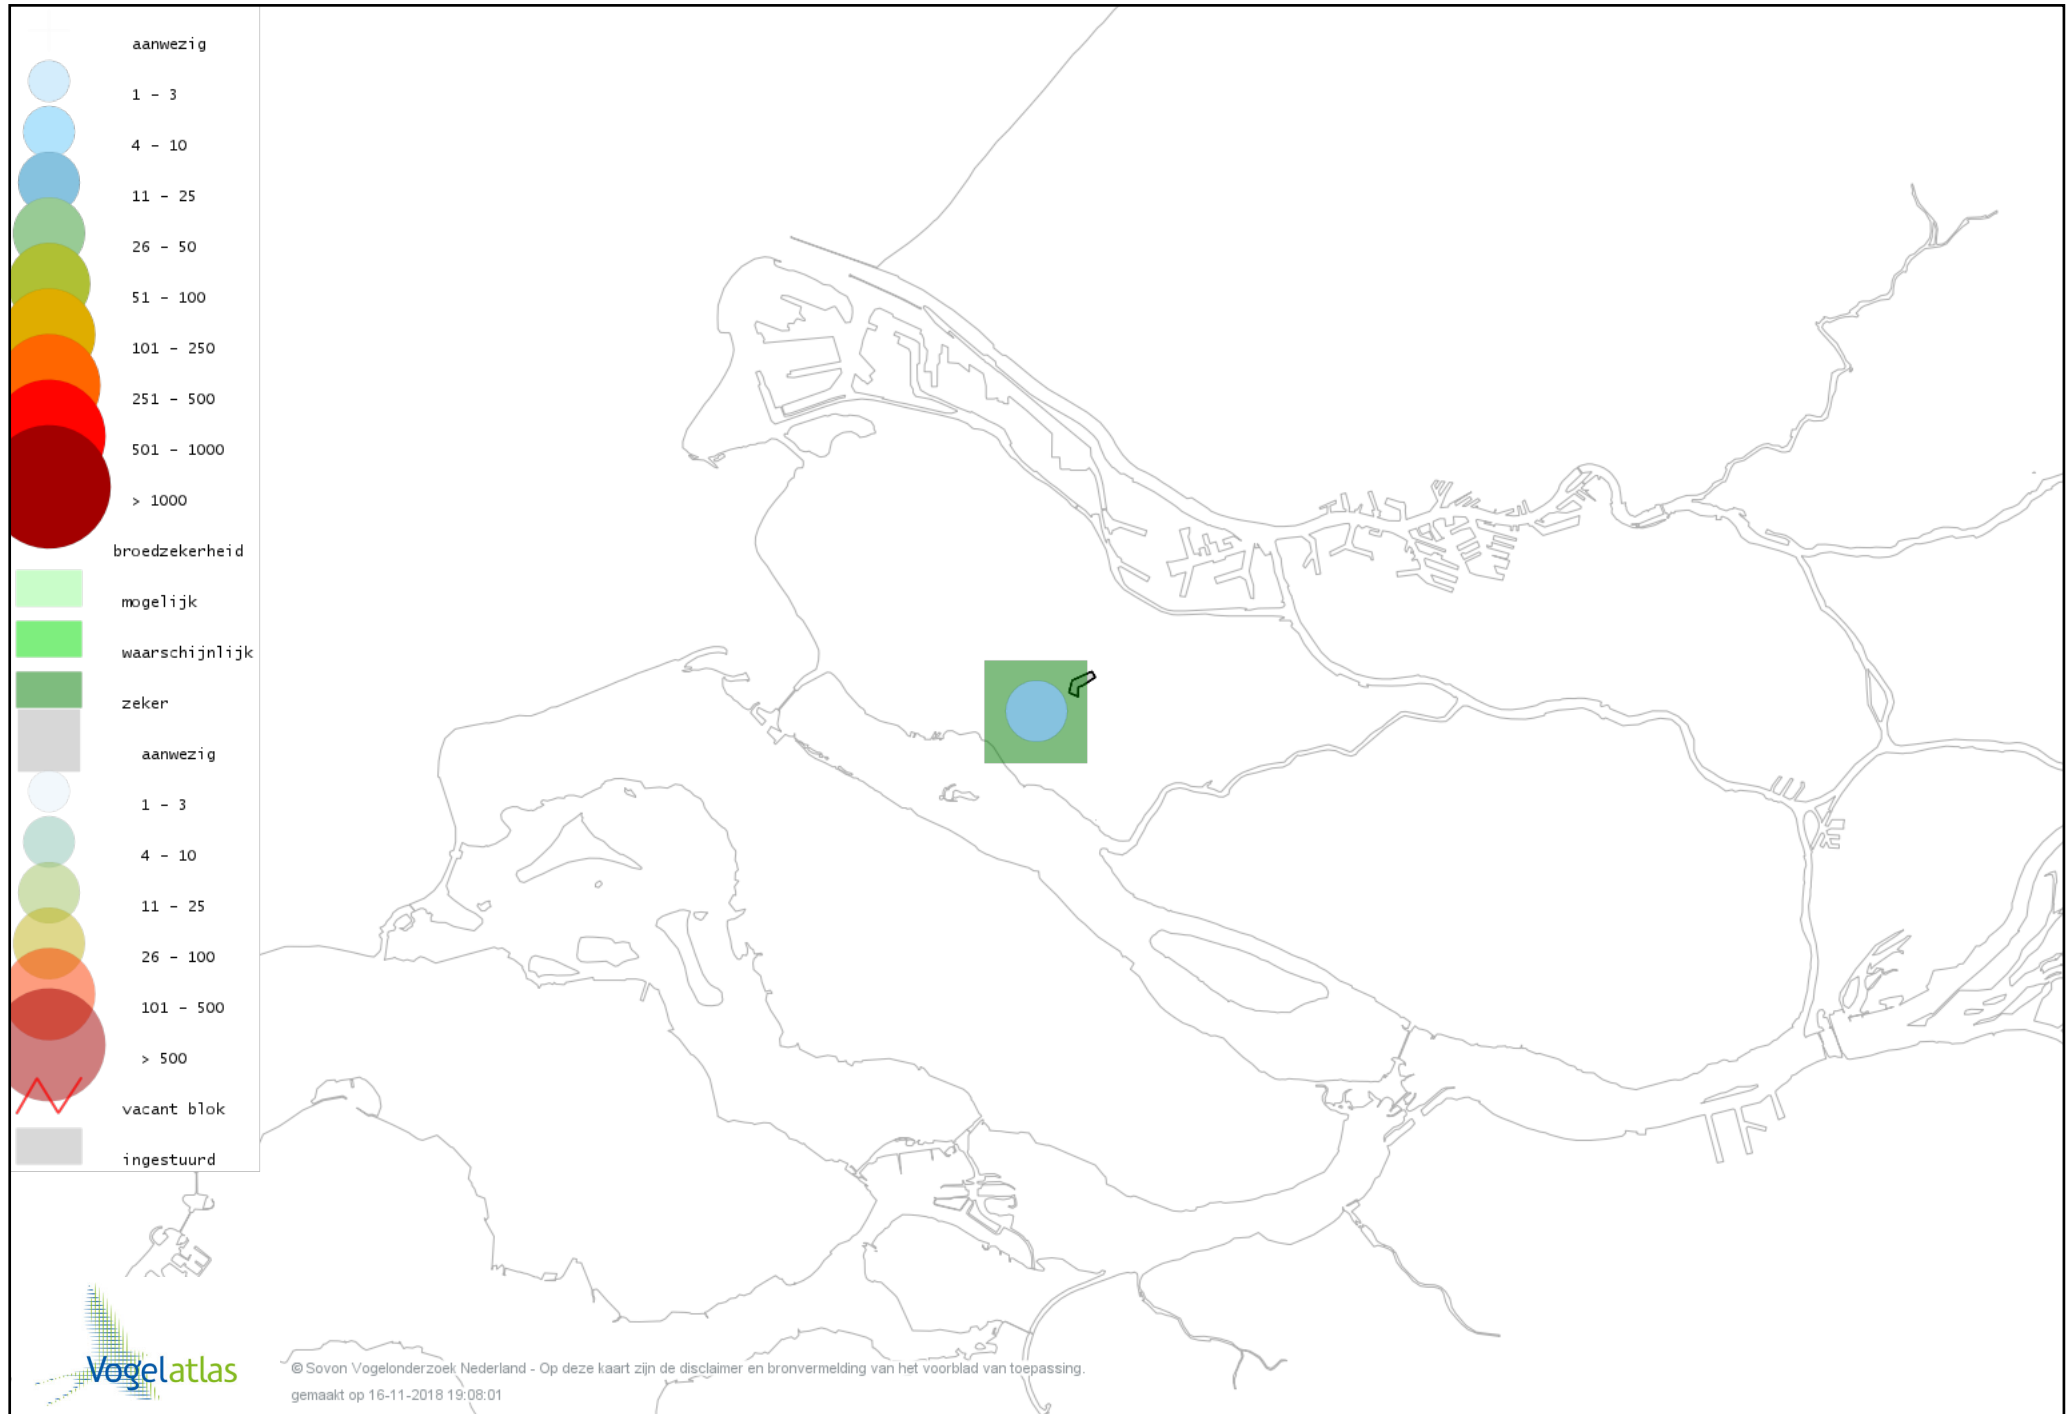 aanwezig
1 - 3
4 - 10
11 - 25
26 - 50
51 - 100
101 - 250
251 - 500
501 - 1000
> 1000
broedzekerheid
mogelijk
waarschijnlijk
zeker
aanwezig
1 - 3
4 - 10
11 - 25
26 - 100
101 - 500
> 500
vacant blok
ingestuurd
Vogelatlas
© Sovon Vogelonderzoek Nederland - Op deze kaart zijn de disclaimer en bronvermelding van het voorblad van toepassing.
gemaakt op 16-11-2018 19:08:01